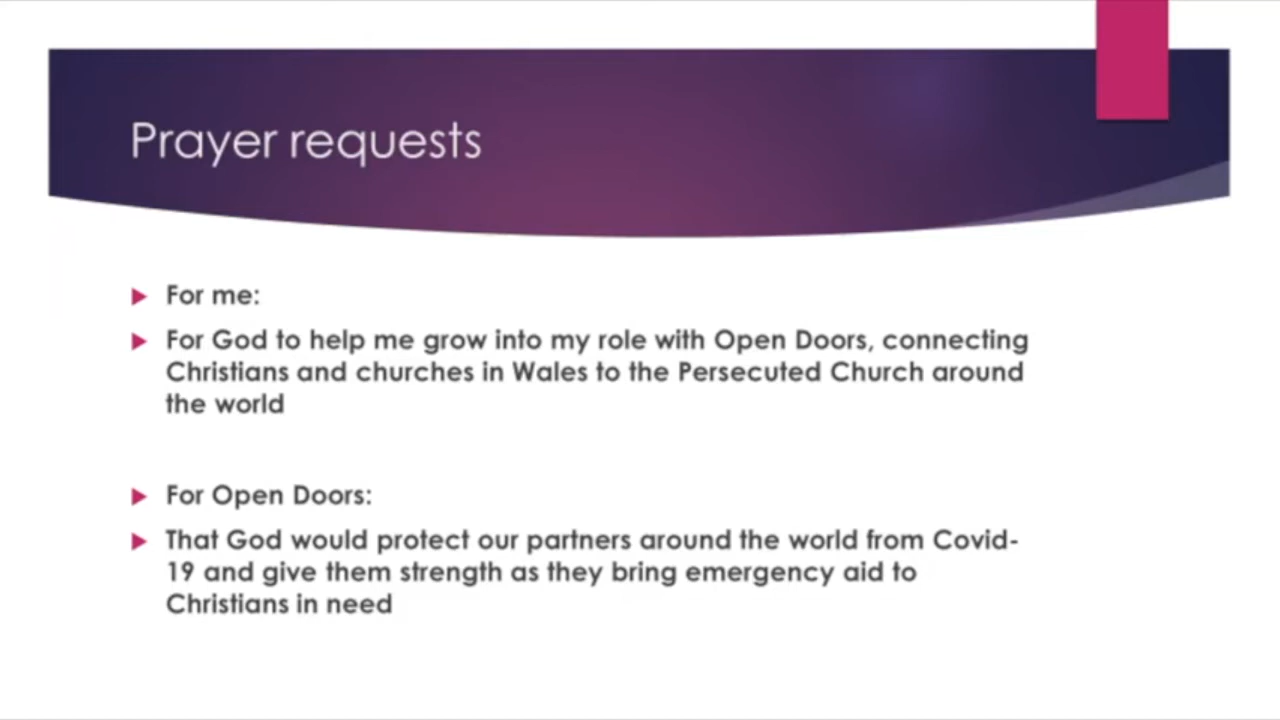 Prayer requests
For me:
For God to help me grow into my role with Open Doors, connecting
Christians and churches in Wales to the Persecuted Church around
the world
For Open Doors:
That God would protect our partners around the world from Covid-
19 and give them strength as they bring emergency aid to
Christians in need